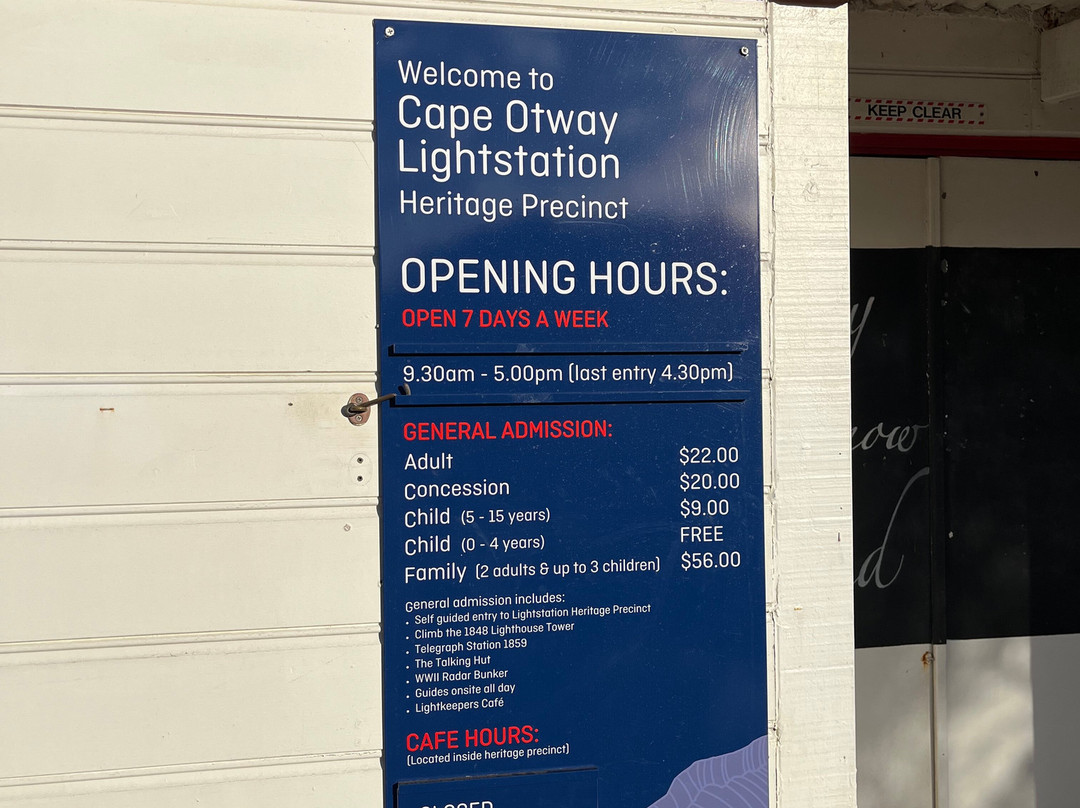 Welcome to
Cape Otway
Lightstation
Heritage Precinct
OPENING HOURS:
OPEN 7 DAYS A WEEK
9.30am - 5.00pm (last entry 4.30pm)
GENERAL ADMISSION:
Adult $22.00
Concession $20.00
Child (5 - 15 years) $9.00
Child (0 - 4 years) FREE
Family (2 adults & up to 3 children) $56.00
General admission includes:
• Self guided entry to Lightstation Heritage Precinct
• Climb the 1848 Lighthouse Tower
• Telegraph Station 1859
• The Talking Hut
• WWII Radar Bunker
• Guides onsite all day
• Lightkeepers Café
CAFE HOURS:
(Located inside heritage precinct)
CLOSED
KEEP CLEAR